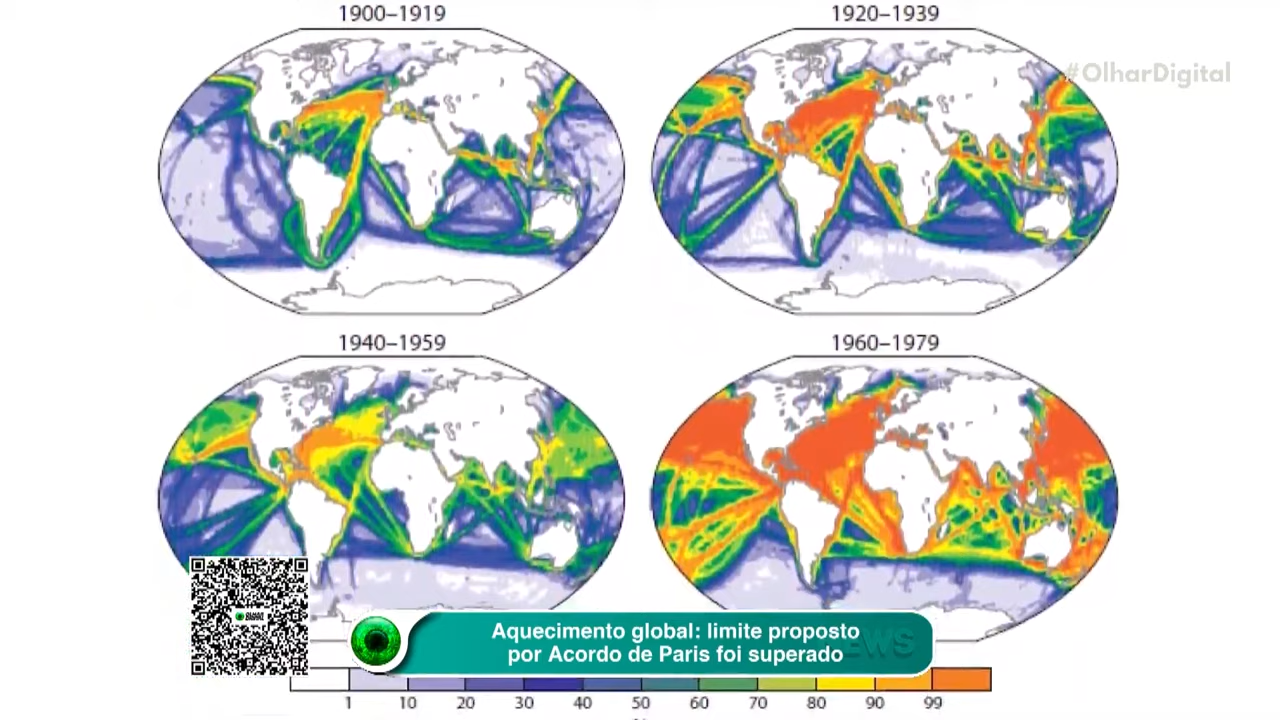 1900–1919
1920–1939
#OlharDigital
1940–1959
1960–1979
Aquecimento global: limite proposto
por Acordo de Paris foi superado
1 10 20 30 40 50 60 70 80 90 99